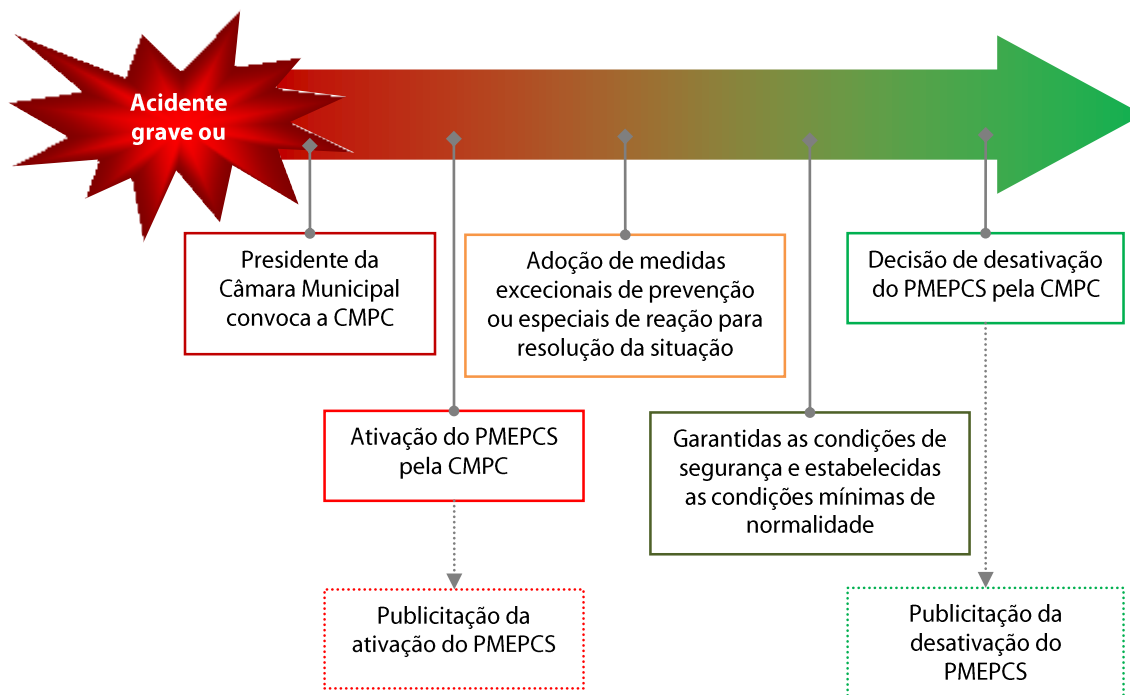 Acidente
grave ou
Presidente da
Câmara Municipal
convoca a CMPC
Adoção de medidas
excecionais de prevenção
ou especiais de reação para
resolução da situação
Decisão de desativação
do PMEPCS pela CMPC
Ativação do PMEPCS
pela CMPC
Garantidas as condições de
segurança e estabelecidas
as condições mínimas de
normalidade
Publicitação da
ativação do PMEPCS
Publicitação da
desativação do
PMEPCS